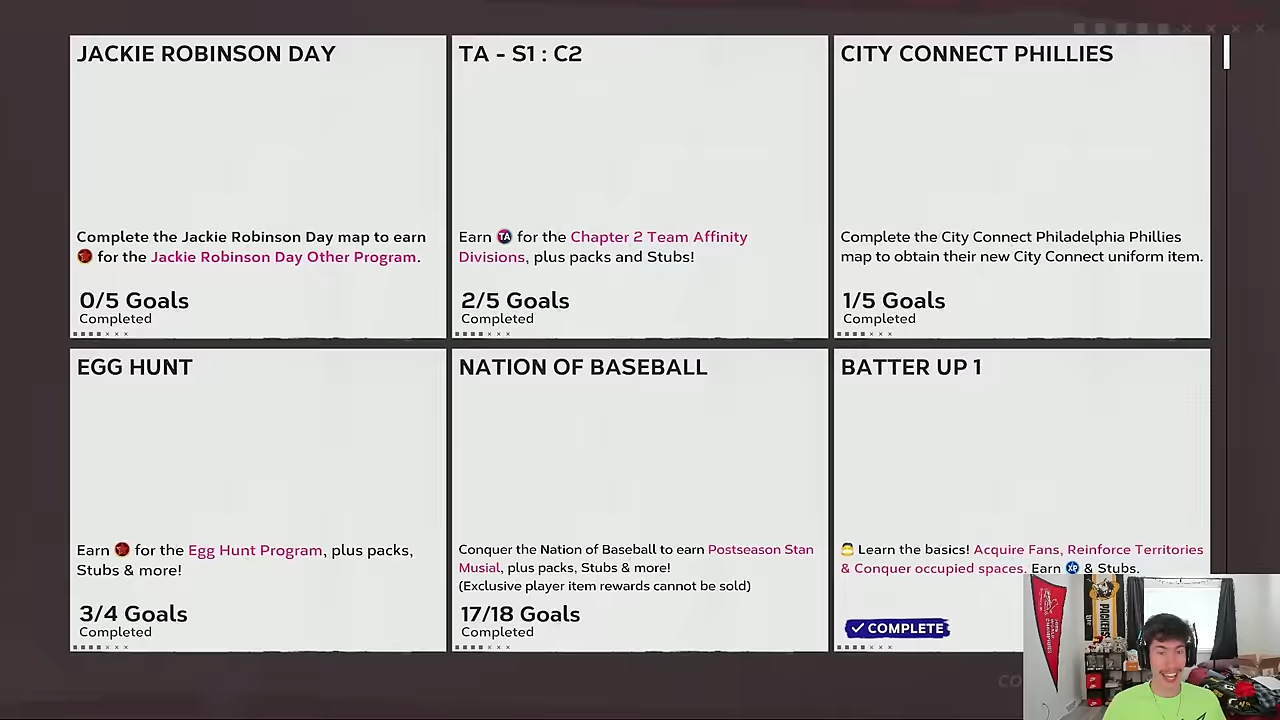 JACKIE ROBINSON DAY
Complete the Jackie Robinson Day map to earn
for the Jackie Robinson Day Other Program.
0/5 Goals
Completed
TA - S1 : C2
Earn TA for the Chapter 2 Team Affinity
Divisions, plus packs and Stubs!
2/5 Goals
Completed
CITY CONNECT PHILLIES
Complete the City Connect Philadelphia Phillies
map to obtain their new City Connect uniform item.
1/5 Goals
Completed
EGG HUNT
Earn for the Egg Hunt Program, plus packs,
Stubs & more!
3/4 Goals
Completed
NATION OF BASEBALL
Conquer the Nation of Baseball to earn Postseason Stan
Musial, plus packs, Stubs & more!
(Exclusive player item rewards cannot be sold)
17/18 Goals
Completed
BATTER UP 1
Learn the basics! Acquire Fans, Reinforce Territories
& Conquer occupied spaces. Earn XP & Stubs.
COMPLETE
PACKERS